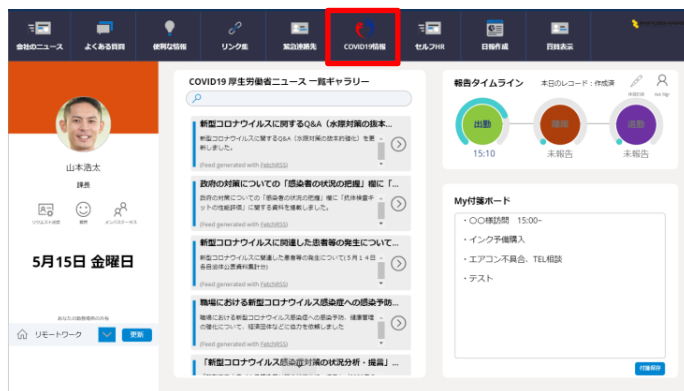 会社のニュース よくある質問 便利な情報 リンク集 緊急連絡先 COVID19情報 セルフHR 日報作成 百貨表示
COVID19 厚生労働省ニュース 一覧ギャラリー
新型コロナウイルスに関するQ&A(水際対策の抜本...
新型コロナウイルスに関するQ&A(水際対策の抜本的強化)を更
新しました。
(Feed generated with FetchRSS)
政府の対策についての「感染者の状況の把握」欄に「...
政府の対策についての「感染者の状況の把握」欄に「抗体検査キ
ットの性能評価」に関する資料を掲載しました。
(Feed generated with FetchRSS)
新型コロナウイルスに関連した患者等の発生について...
新型コロナウイルスに関連した患者等の発生について(5月14日
各自治体公表資料集計分)
(Feed generated with FetchRSS)
職場における新型コロナウイルス感染症への感染予防...
職場における新型コロナウイルス感染症への感染予防、健康管理
の強化について、経済団体などに協力を依頼しました
(Feed generated with FetchRSS)
「新型コロナウイルス感染症対策の状況分析・提言」...
山本浩太
課長
5月15日 金曜日
あなたの勤務場所の共有
リモートワーク 更新
報告タイムライン 本日のレコード:作成済
出勤 退勤
15:10 未報告 未報告
My付箋ボード
・〇〇様訪問 15:00~
・インク予備購入
・エアコン不具合、TEL相談
・テスト
付箋保存